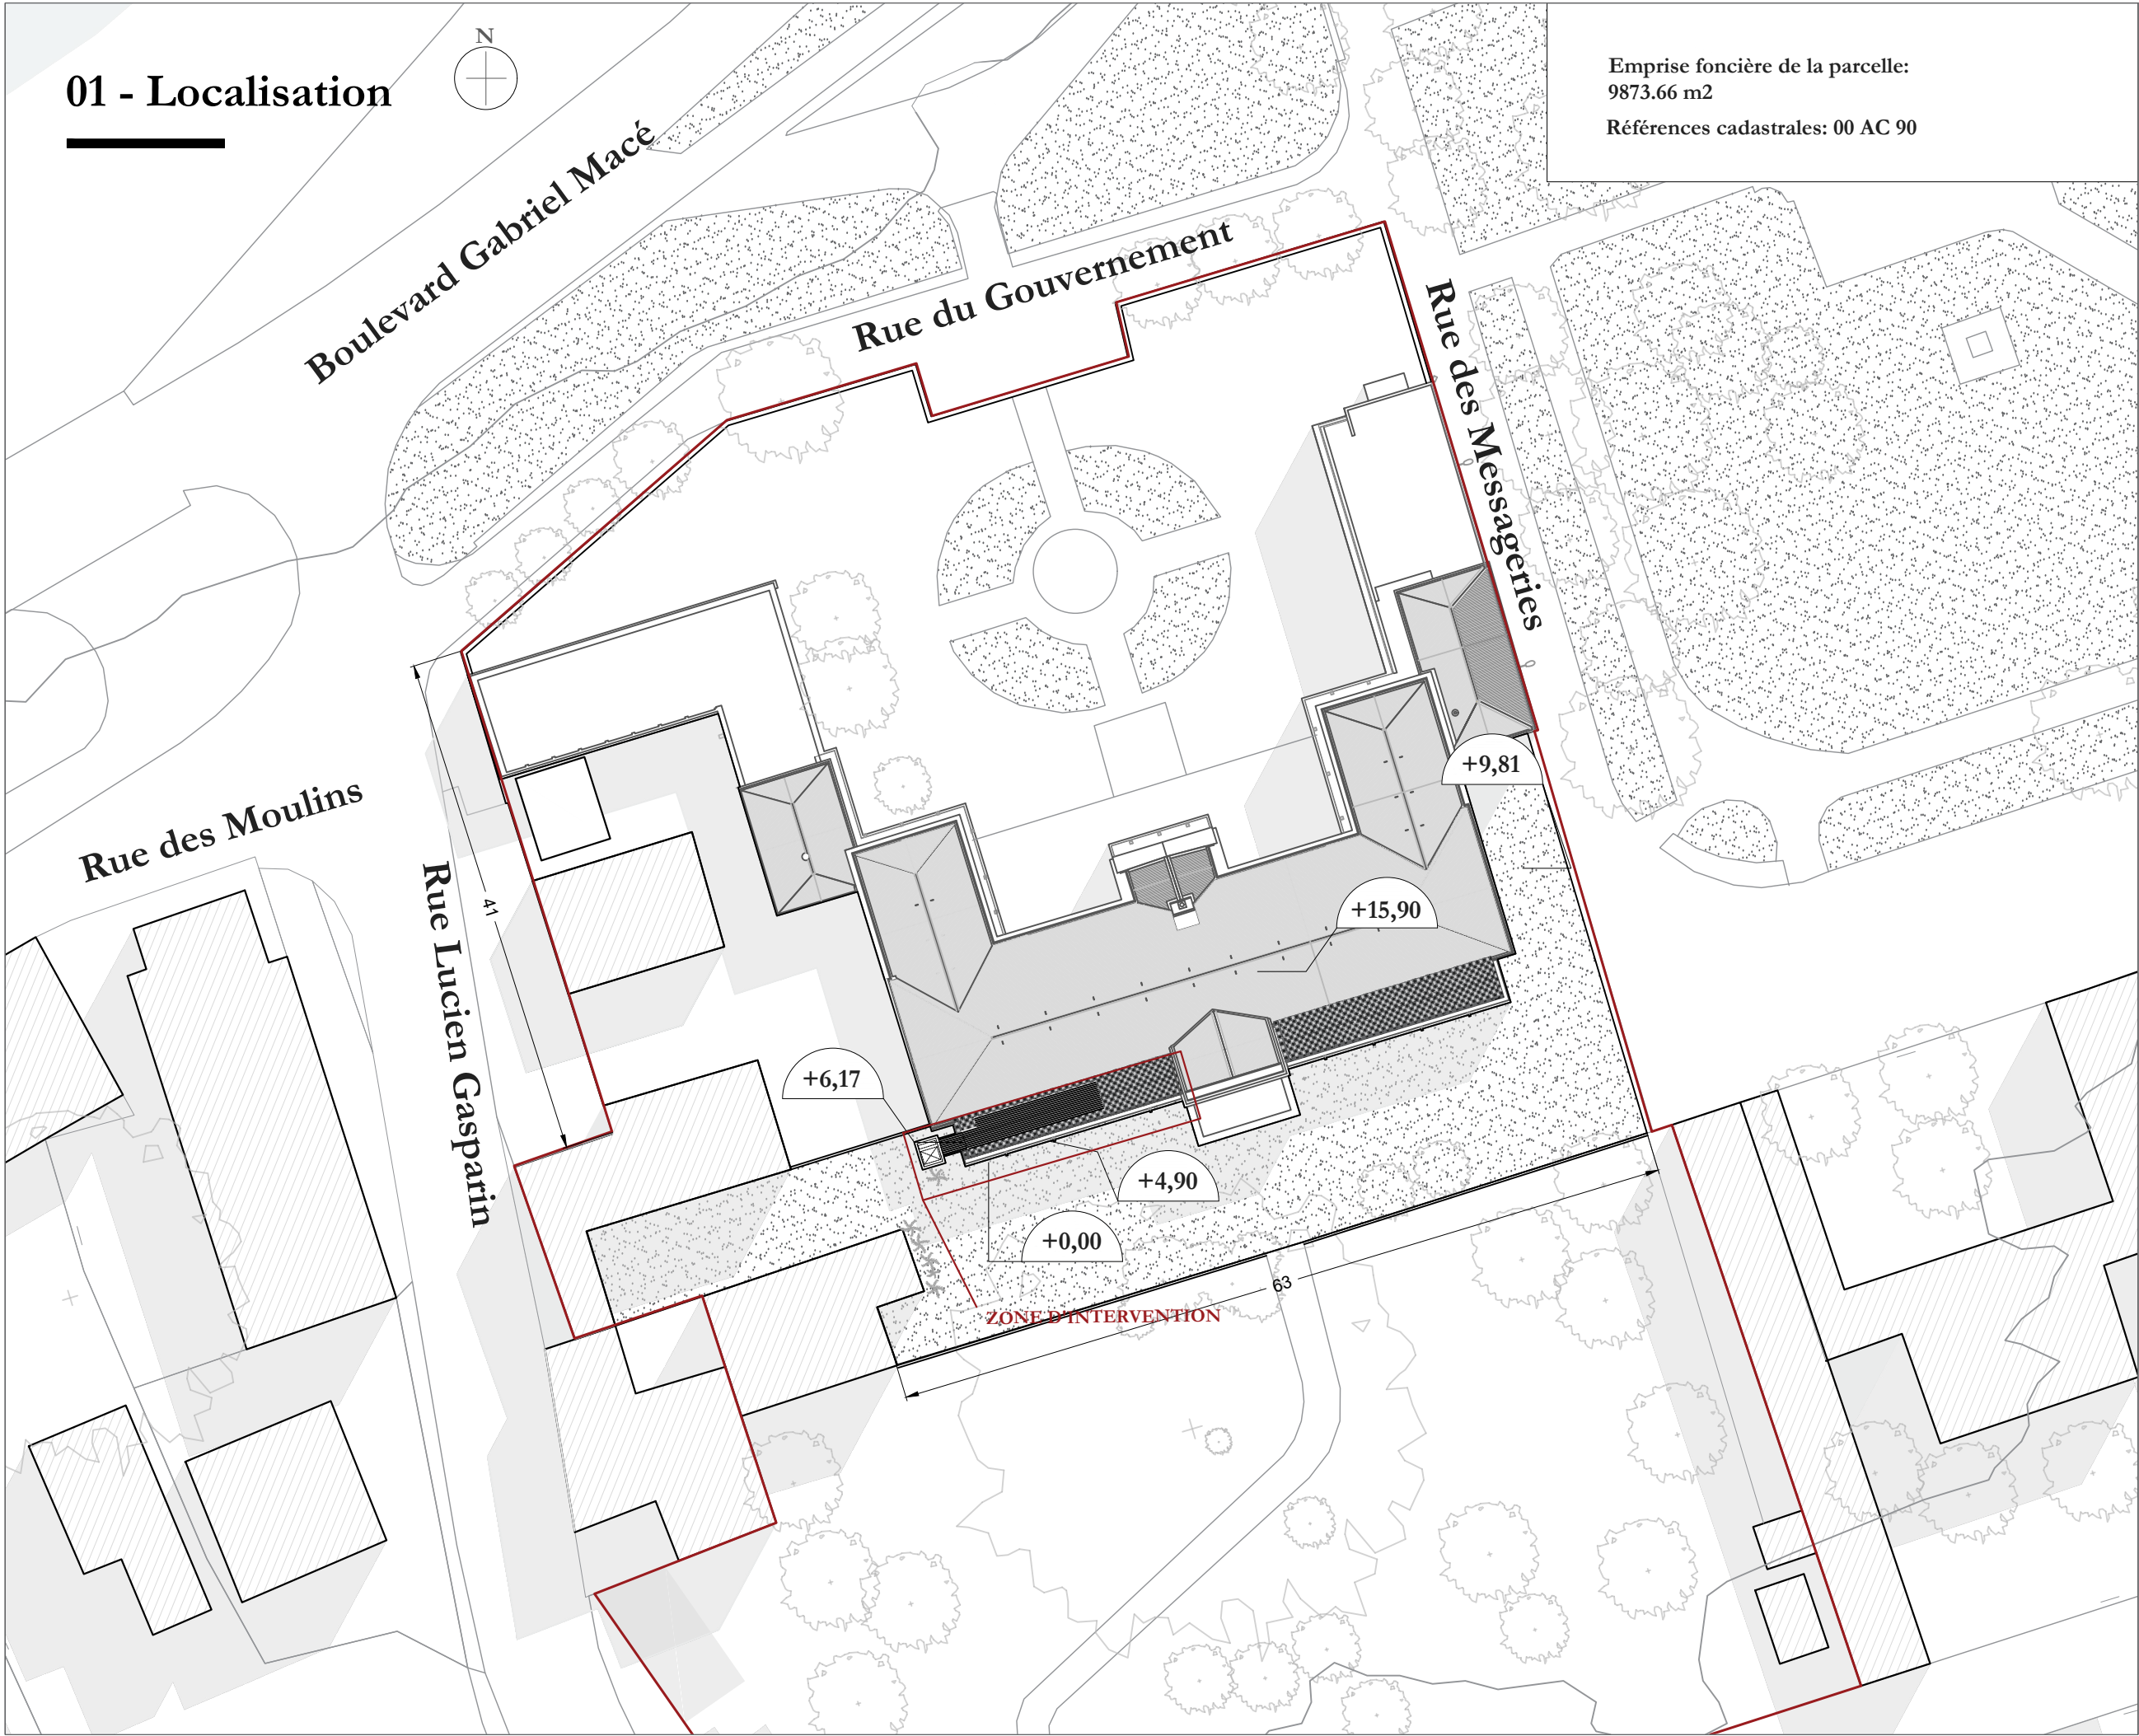 N
01 - Localisation
Emprise foncière de la parcelle:
9873.66 m2
Références cadastrales: 00 AC 90
Boulevard Gabriel Macé
Rue du Gouvernement
Rue des Messageries
+9,81
Rue des Moulins
Rue Lucien Gasparin
41
+15,90
+6,17
+4,90
+0,00
63
ZONE D'INTERVENTION